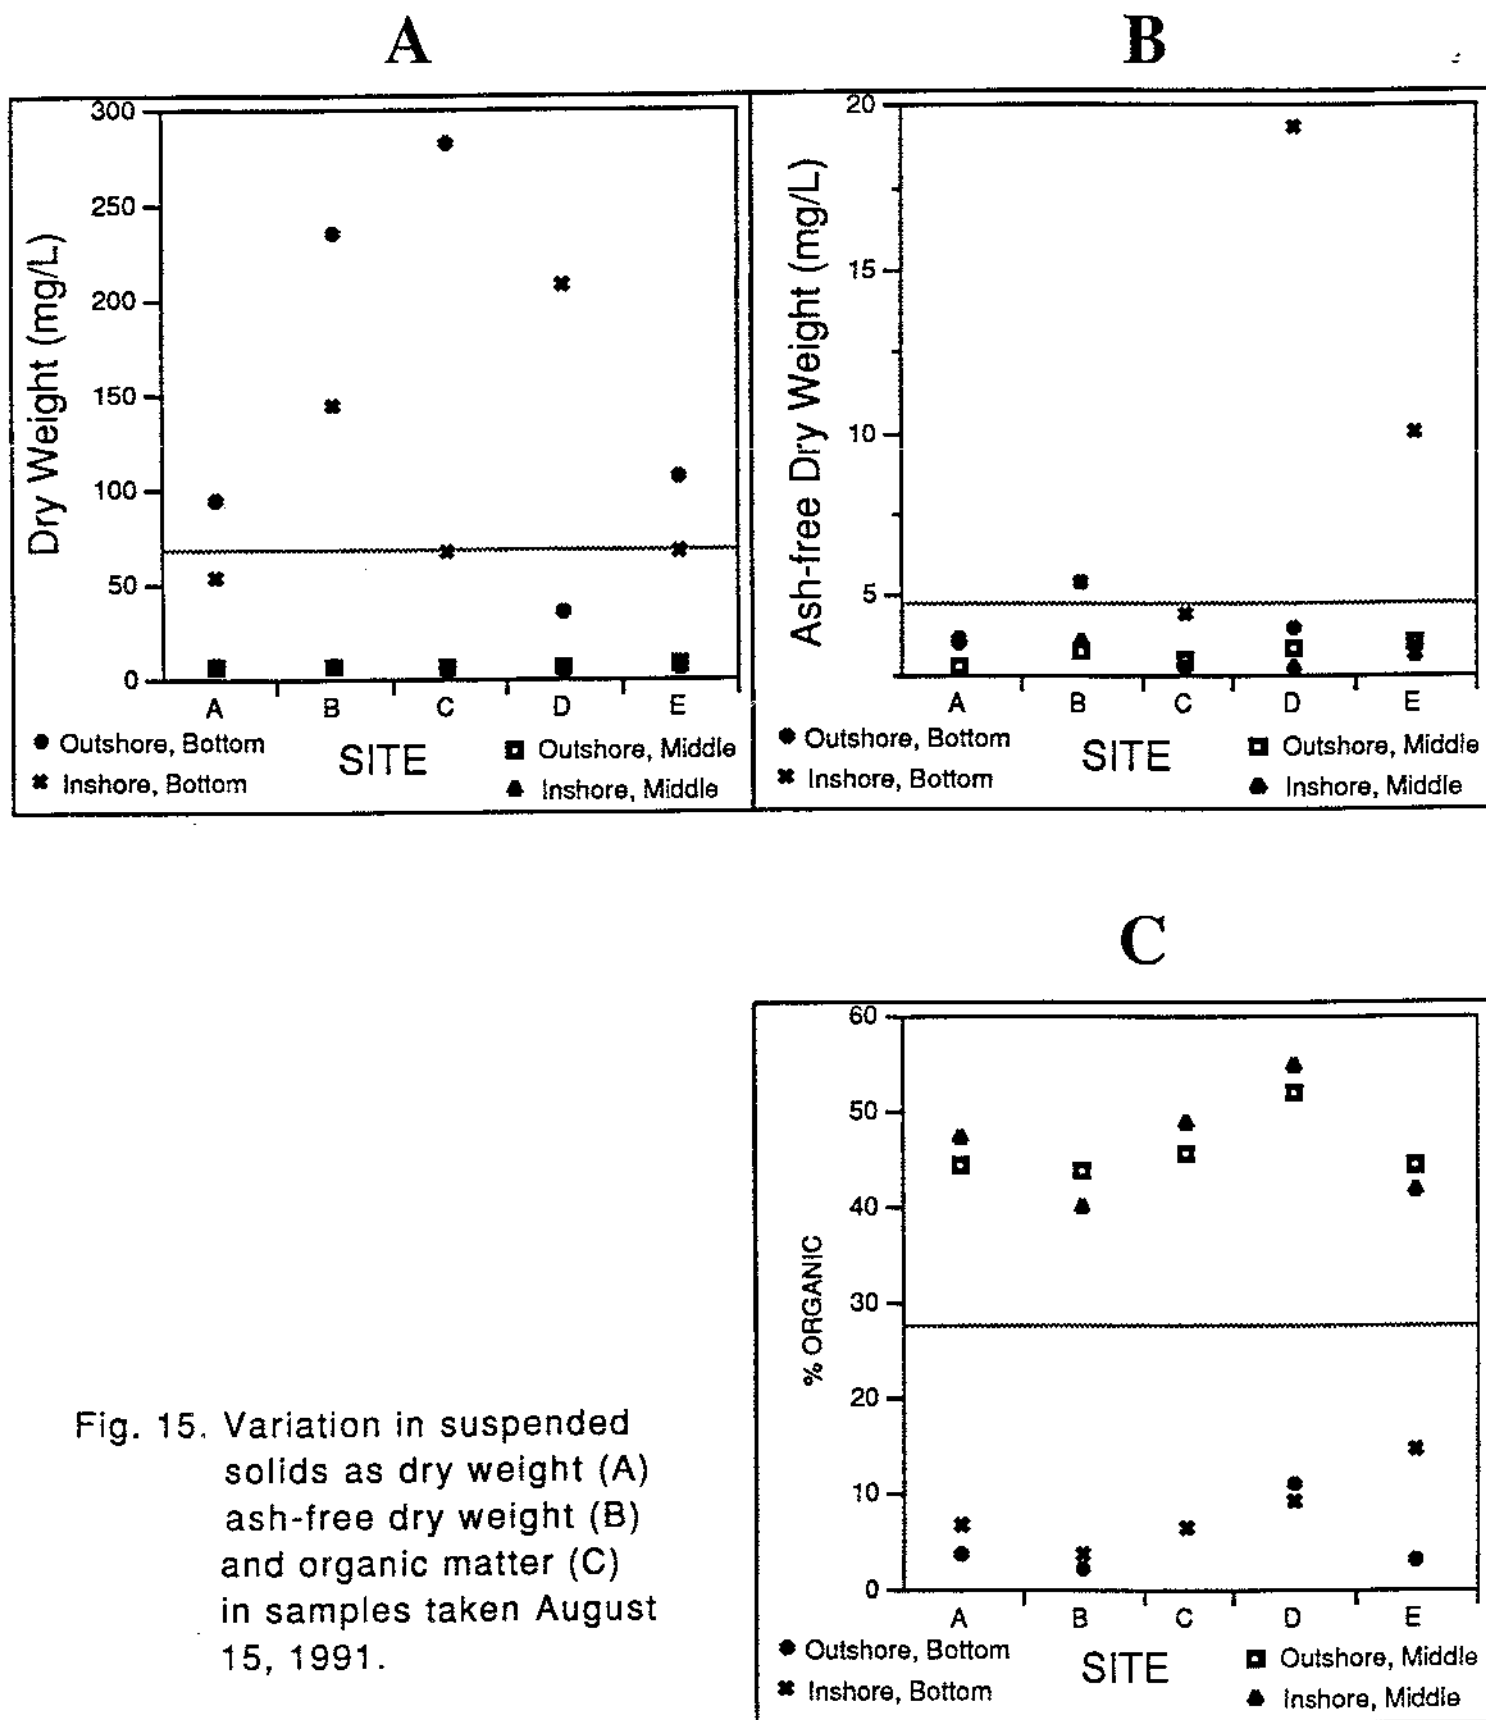 A
B
300
250
200
150
100
50
0
Dry Weight (mg/L)
A B C D E
SITE
Outshore, Bottom
Inshore, Bottom
Outshore, Middle
Inshore, Middle
20
15
10
5
Ash-free Dry Weight (mg/L)
A B C D E
SITE
Outshore, Bottom
Inshore, Bottom
Outshore, Middle
Inshore, Middle
C
60
50
40
30
20
10
0
% ORGANIC
A B C D E
SITE
Outshore, Bottom
Inshore, Bottom
Outshore, Middle
Inshore, Middle
Fig. 15. Variation in suspended
solids as dry weight (A)
ash-free dry weight (B)
and organic matter (C)
in samples taken August
15, 1991.